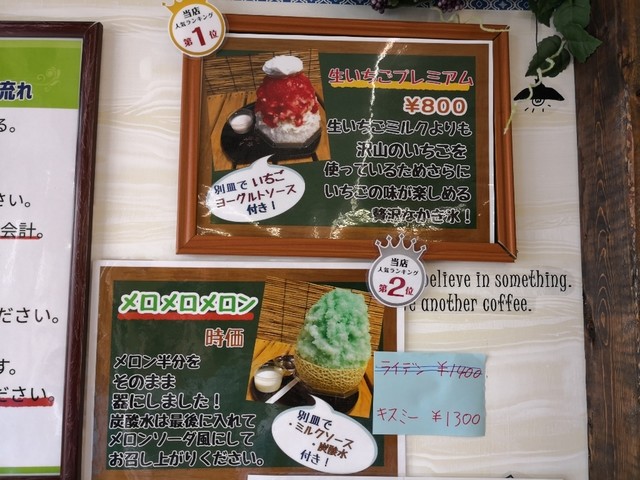 当店
人気ランキング
第1位
生いちごプレミアム
¥800
生いちごミルクよりも
沢山のいちごを
使っているためさらに
いちごの味が楽しめる
贅沢なかき氷!
別皿で いちご
ヨーグルトソース
付き!
流れ
る。
さい。
会計。
ださい。
す。
ださい。
当店
人気ランキング
第2位
believe in something.
e another coffee.
メロメロメロン
時価
メロン半分を
そのまま
器にしました!
炭酸水は最後に入れて
メロンソーダ風にして
お召し上がりください。
別皿で
・ミルクソース
・炭酸水
付き!
ライデン ¥1400
キスミー ¥1300